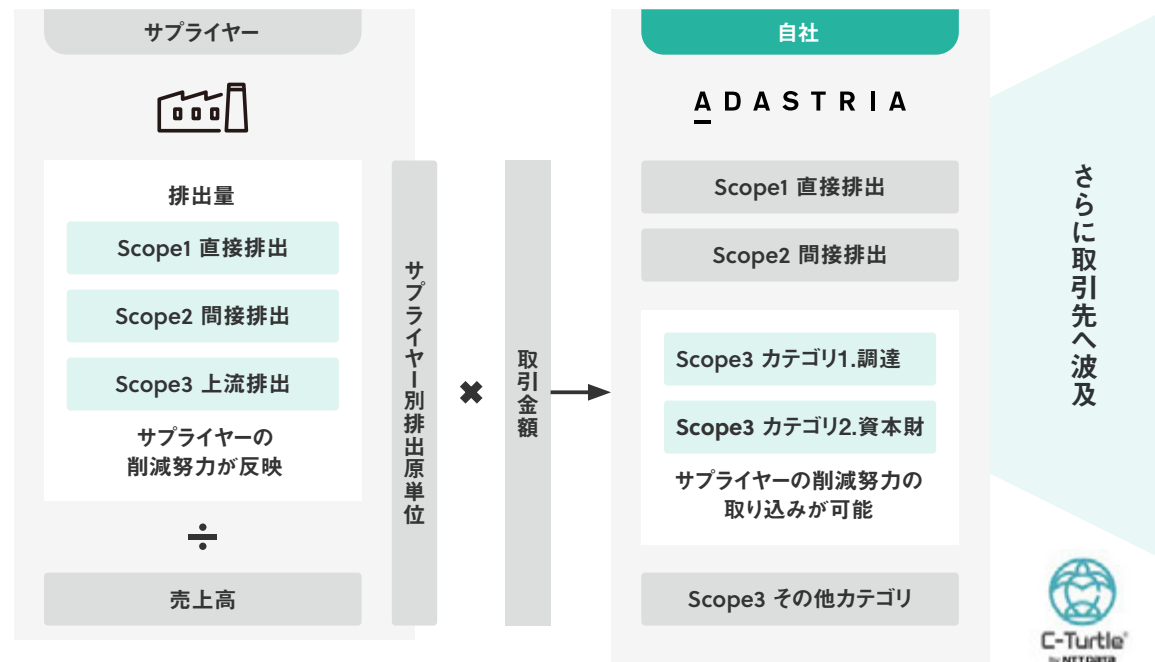 サプライヤー
排出量
Scope1 直接排出
Scope2 間接排出
Scope3 上流排出
サプライヤーの
削減努力が反映
÷
売上高
サプライヤー別排出原単位
×
取引金額
自社
ADASTRIA
Scope1 直接排出
Scope2 間接排出
Scope3 カテゴリ1.調達
Scope3 カテゴリ2.資本財
サプライヤーの削減努力の
取り込みが可能
Scope3 その他カテゴリ
さらに取引先へ波及
C-Turtle®
by NTT DATA